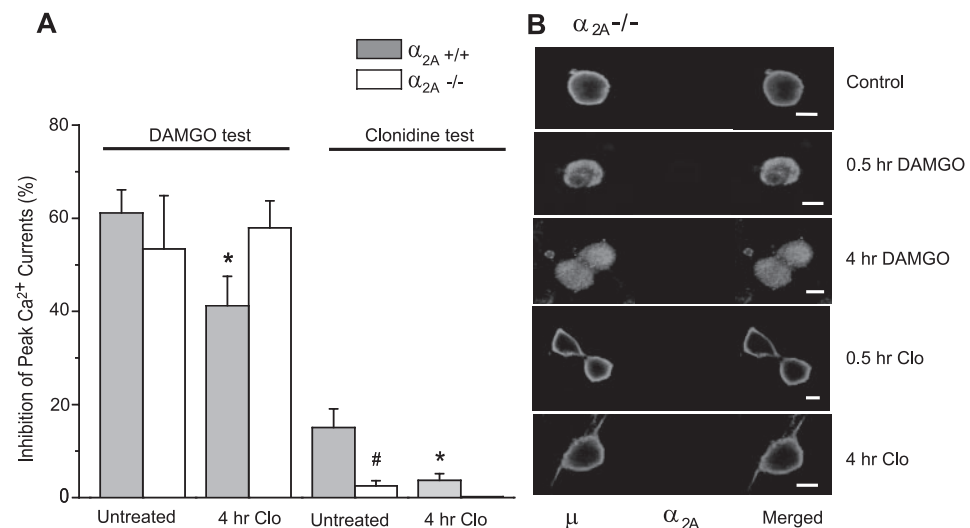 A
α2A +/+
α2A -/-
Inhibition of Peak Ca2+ Currents (%)
80
60
40
20
0
DAMGO test
Clonidine test
*
#
*
Untreated
4 hr Clo
Untreated
4 hr Clo
B
α2A-/-
Control
0.5 hr DAMGO
4 hr DAMGO
0.5 hr Clo
4 hr Clo
μ
α2A
Merged